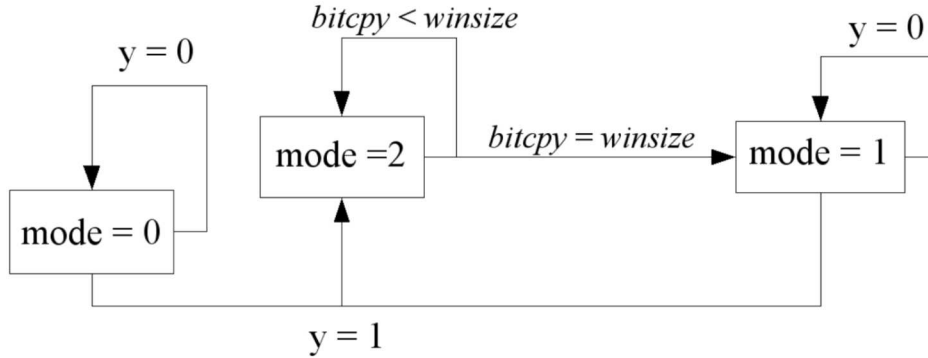 bitcpy < winsize
y = 0
y = 0
mode =2
bitcpy = winsize
mode = 1
mode = 0
y = 1